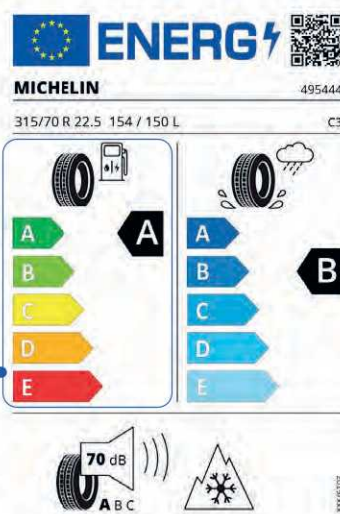 ENERG
MICHELIN 495444
315/70 R 22.5 154 / 150 L C3
A A A
B B B
C C
D D
E E
70 dB
A B C